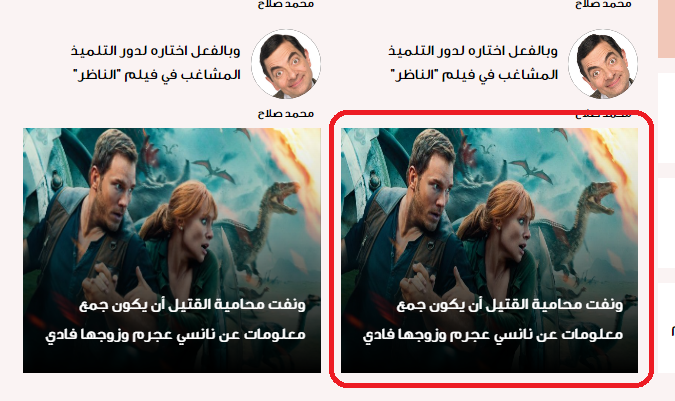 محمد صلاح
محمد صلاح
وبالفعل اختاره لدور التلميذ
المشاغب في فيلم "الناظر"
محمد صلاح
وبالفعل اختاره لدور التلميذ
المشاغب في فيلم "الناظر"
محمد صلاح
ونفت محامية القتيل أن يكون جمع
معلومات عن نانسي عجرم وزوجها فادي
ونفت محامية القتيل أن يكون جمع
معلومات عن نانسي عجرم وزوجها فادي